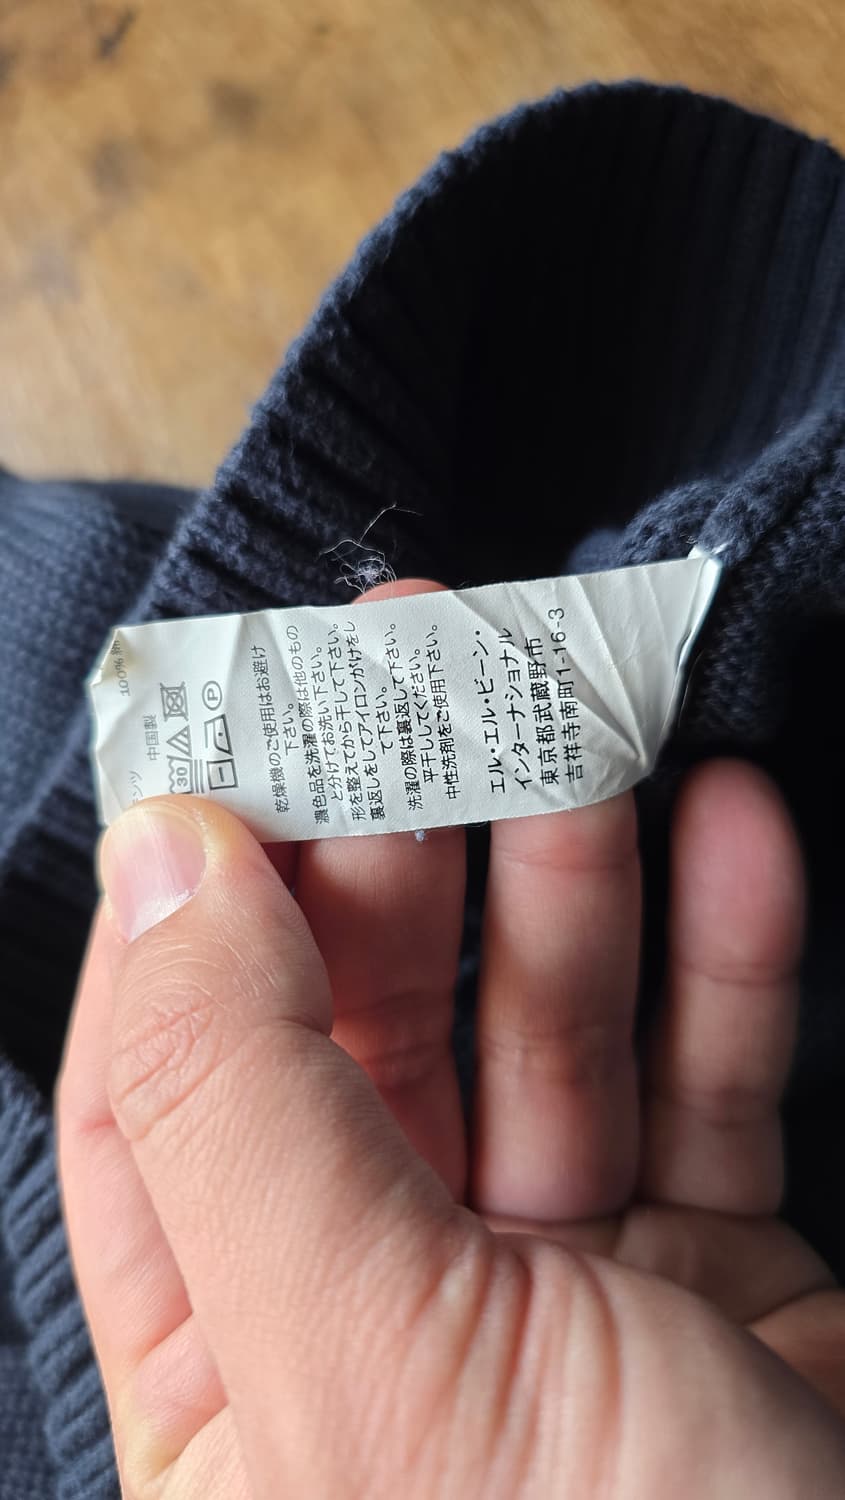 100% 綿
中国製
30
P
乾燥機のご使用はお避け
下さい。
濃色品を洗濯の際は他のもの
と分けてお洗い下さい。
形を整えてから干して下さい。
裏返しをしてアイロンがけをし
て下さい。
洗濯の際は裏返して下さい。
平干ししてください。
中性洗剤をご使用下さい。
エル・エル・ビーン・
インターナショナル
東京都武蔵野市
吉祥寺南町1-16-3